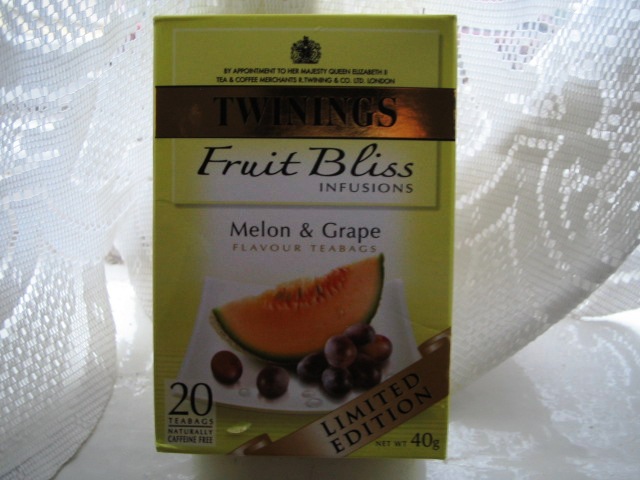 BY APPOINTMENT TO HER MAJESTY QUEEN ELIZABETH II
TEA & COFFEE MERCHANTS R. TWINING & CO. LTD. LONDON
TWININGS
Fruit Bliss
INFUSIONS
Melon & Grape
FLAVOUR TEABAGS
20
TEABAGS
NATURALLY
CAFFEINE FREE
LIMITED
EDITION
NET WT 40g